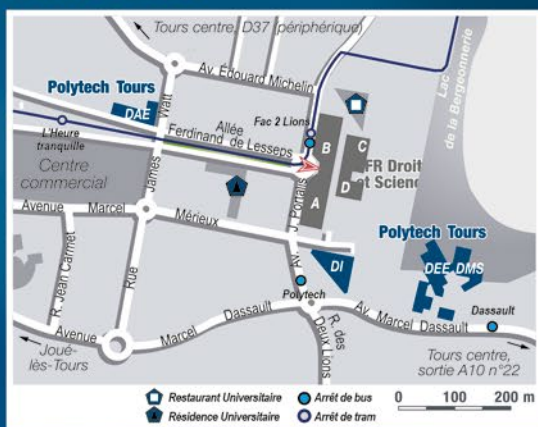 Tours centre, D37 (périphérique)
Av. Édouard Michelin
Polytech Tours
DAE
Watt
James
Rue
L'Heure
tranquille
Allée
Ferdinand de Lesseps
Fac 2 Lions
Lac
de la Bergeonnerie
B
C
D
A
FR Droit
et Scienc
Centre
commercial
Avenue Marcel Mérieux
Av. J. Portalis
R. Jean Carmet
DI
Polytech Tours
DEE
DMS
Polytech
Avenue Marcel Dassault
Av. Marcel Dassault
Dassault
R. des
Deux Lions
Joué-
lès-Tours
Tours centre,
sortie A10 n°22
Restaurant Universitaire
Arrêt de bus
Résidence Universitaire
Arrêt de tram
0 100 200 m